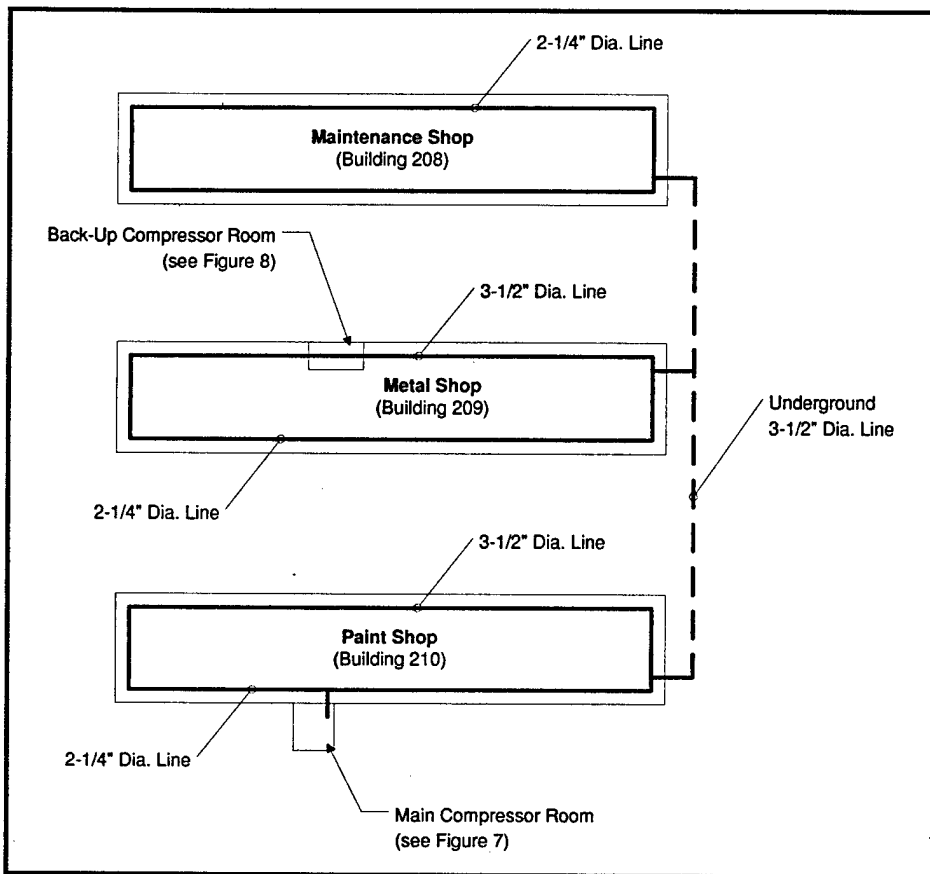 2-1/4" Dia. Line
Maintenance Shop
(Building 208)
Back-Up Compressor Room
(see Figure 8)
3-1/2" Dia. Line
Metal Shop
(Building 209)
Underground
3-1/2" Dia. Line
2-1/4" Dia. Line
3-1/2" Dia. Line
Paint Shop
(Building 210)
2-1/4" Dia. Line
Main Compressor Room
(see Figure 7)